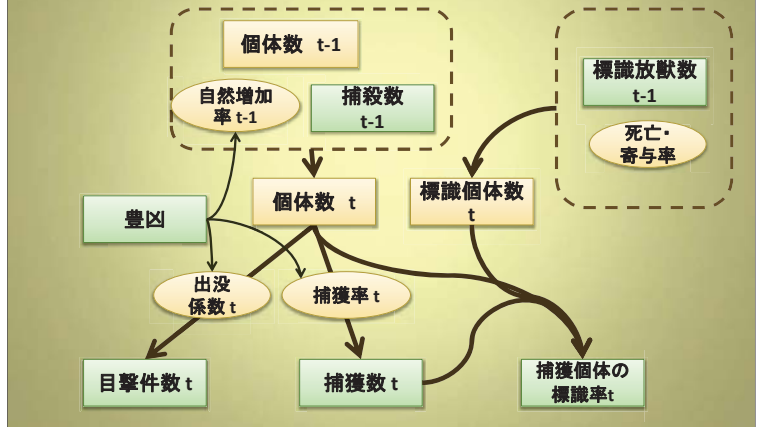 個体数 t-1
標識放獣数
t-1
自然増加
率 t-1
捕殺数
t-1
死亡・
寄与率
個体数 t
標識個体数
t
豊凶
出没
係数 t
捕獲率 t
目撃件数 t
捕獲数 t
捕獲個体の
標識率t